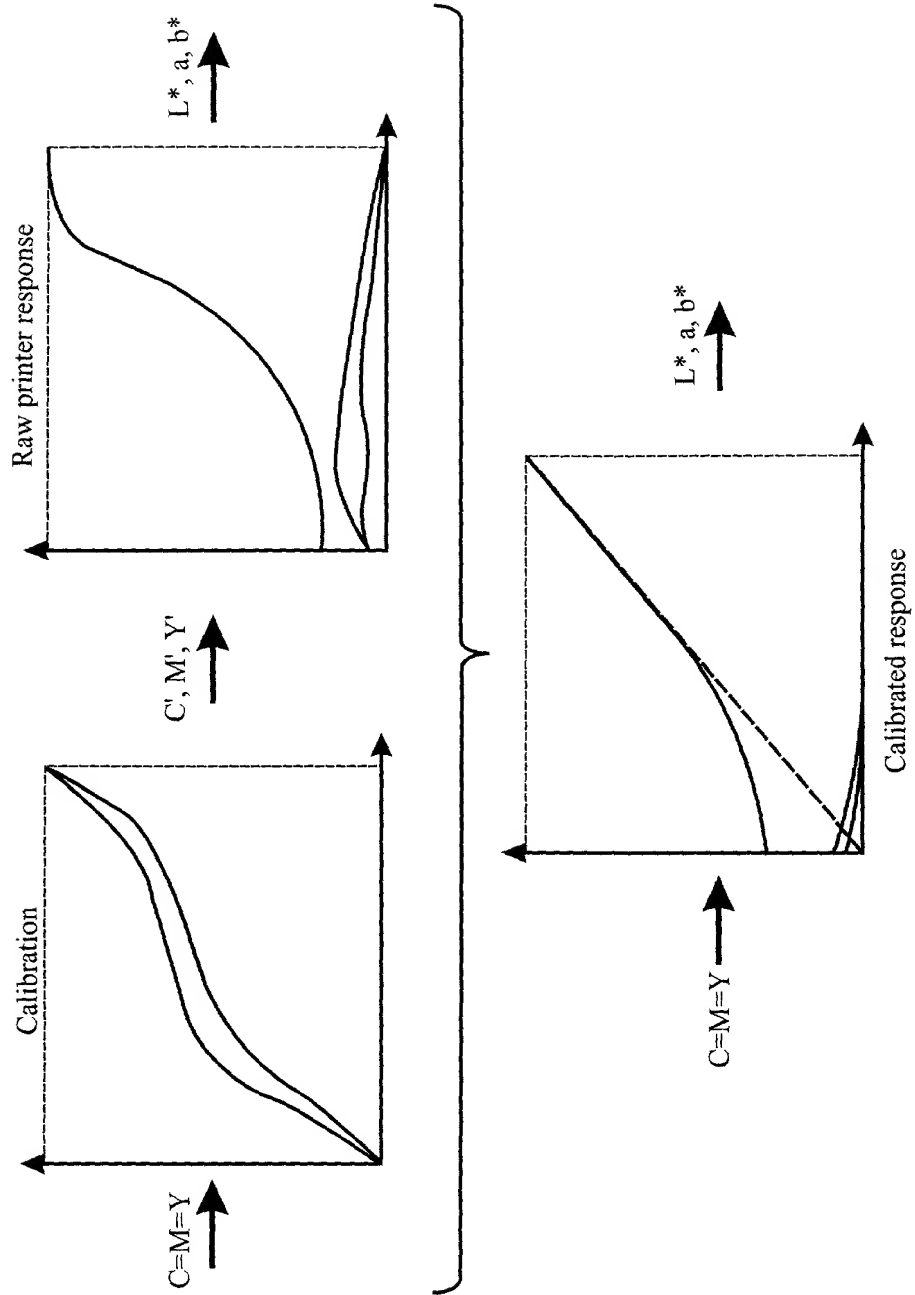 Calibration
C=M=Y
C', M', Y'
Raw printer response
L*, a, b*
C=M=Y
L*, a, b*
Calibrated response